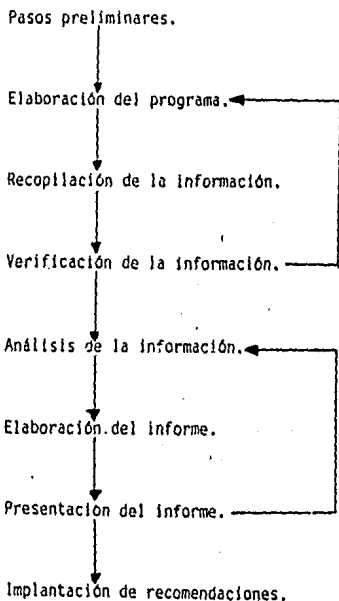 Pasos preliminares.
Elaboración del programa.
Recopilación de la información.
Verificación de la información.
Análisis de la información.
Elaboración del informe.
Presentación del informe.
Implantación de recomendaciones.